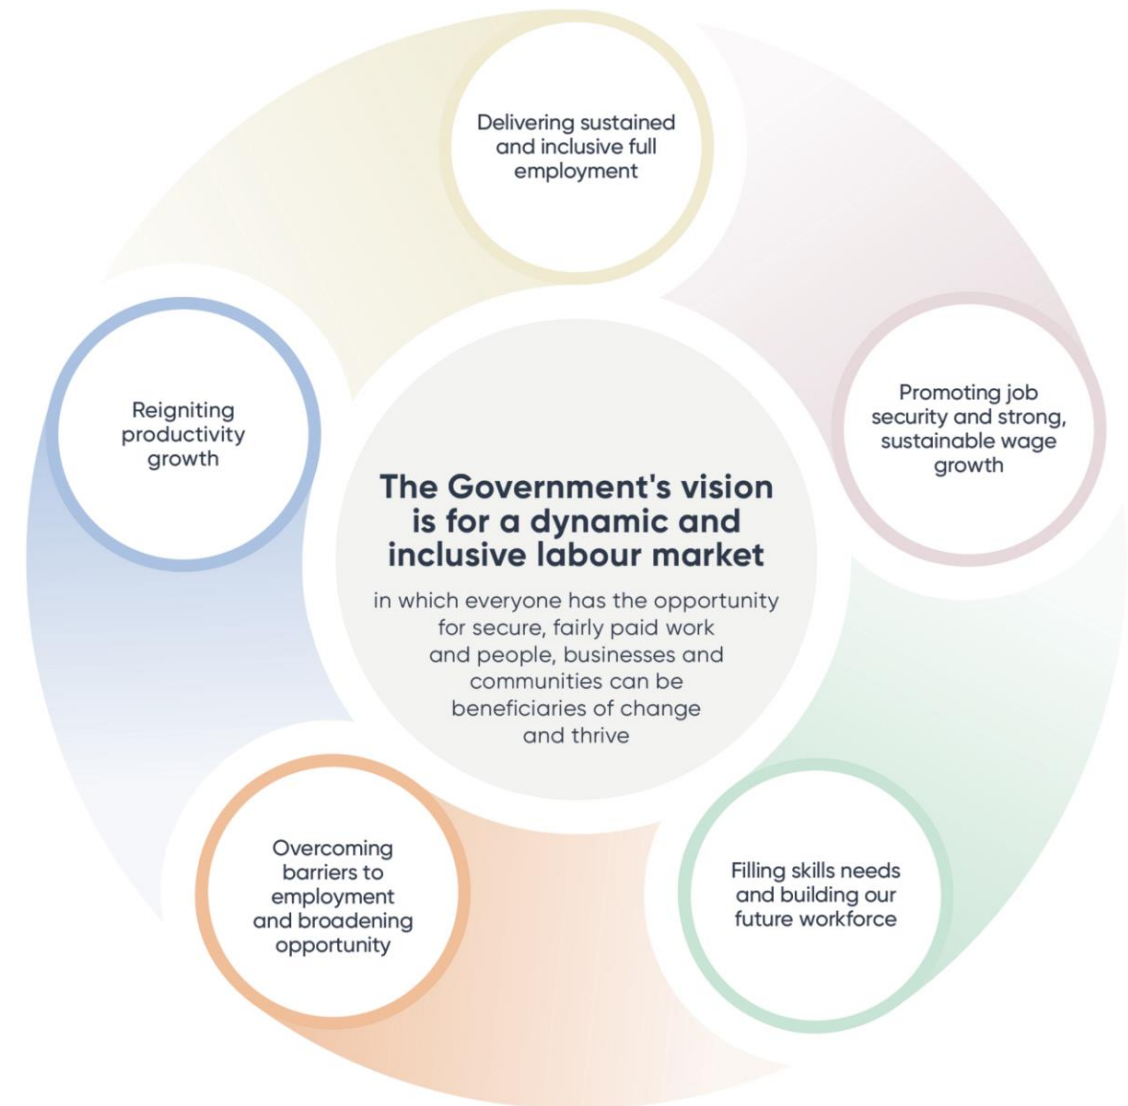 Delivering sustained
and inclusive full
employment
Promoting job
security and strong,
sustainable wage
growth
Reigniting
productivity
growth
The Government's vision
is for a dynamic and
inclusive labour market
in which everyone has the opportunity
for secure, fairly paid work
and people, businesses and
communities can be
beneficiaries of change
and thrive
Overcoming
barriers to
employment
and broadening
opportunity
Filling skills needs
and building our
future workforce